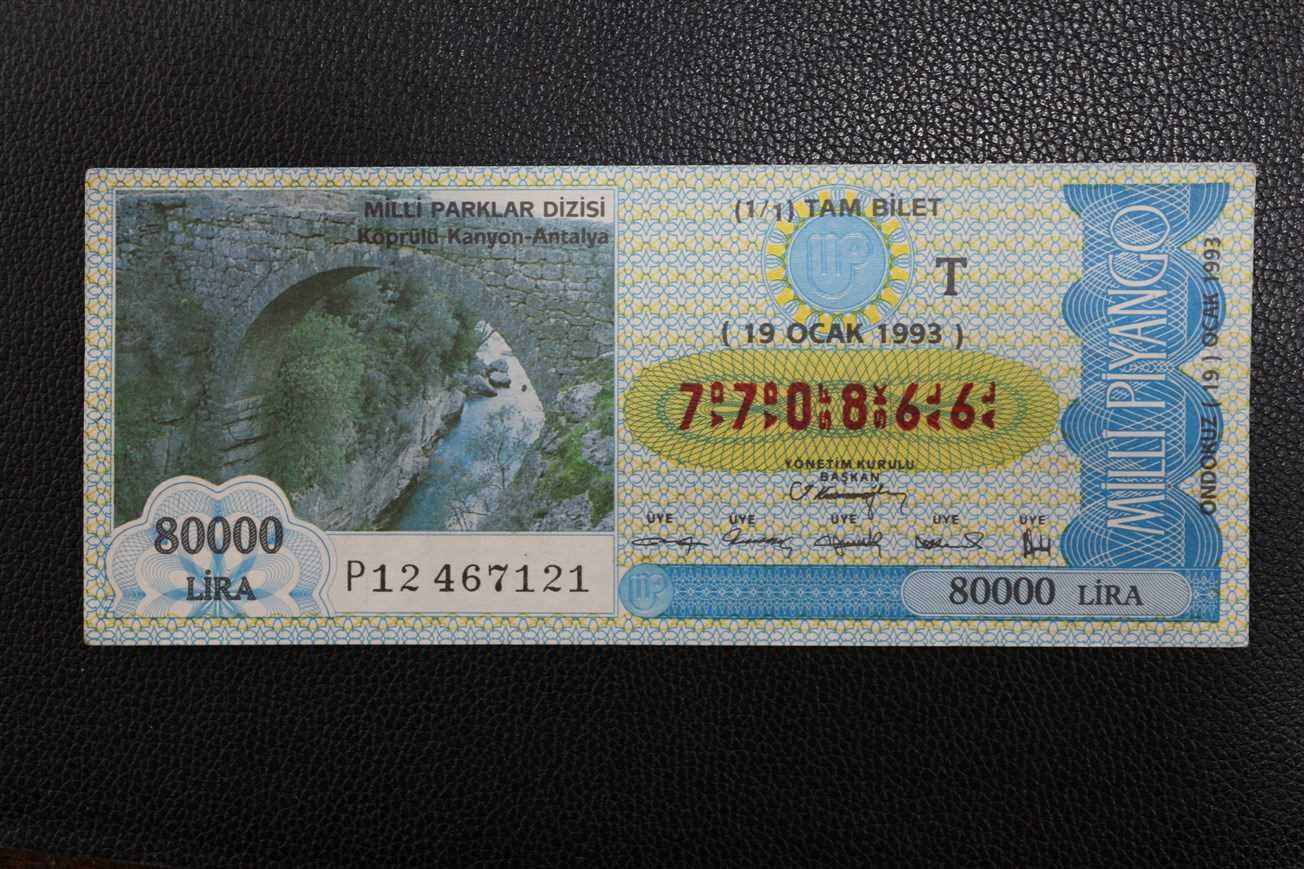 MİLLİ PARKLAR DİZİSİ
Köprülü Kanyon-Antalya
80000
LİRA
P12 467121
(1/1) TAM BİLET
T
( 19 OCAK 1993 )
770866
YÖNETİM KURULU
BAŞKAN
ÜYE ÜYE ÜYE ÜYE ÜYE
80000 LİRA
MİLLİ PİYANGO
ONDOKUZ ( 19 ) OCAK 1993